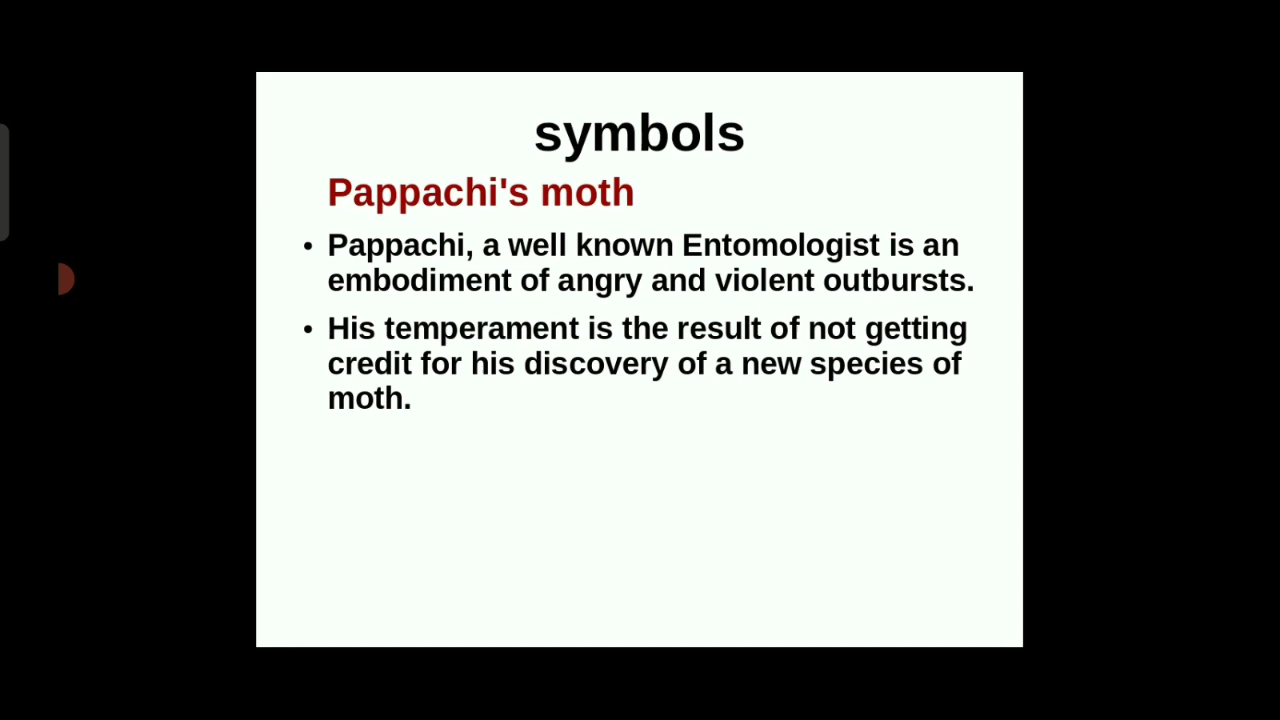 symbols
Pappachi's moth
• Pappachi, a well known Entomologist is an
embodiment of angry and violent outbursts.
• His temperament is the result of not getting
credit for his discovery of a new species of
moth.